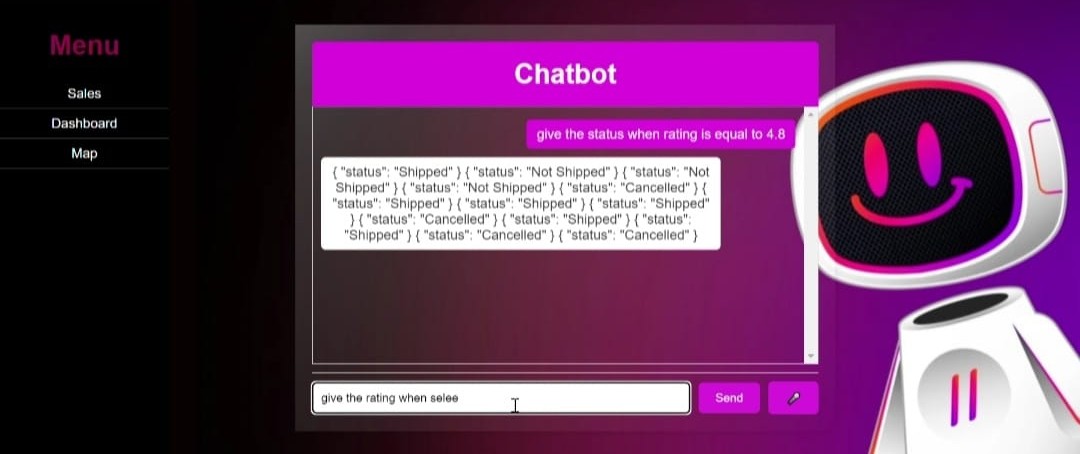 Menu
Sales
Dashboard
Map
Chatbot
give the status when rating is equal to 4.8
{ "status": "Shipped" } { "status": "Not Shipped" } { "status": "Not
Shipped" } { "status": "Not Shipped" } { "status": "Cancelled" } {
"status": "Shipped" } { "status": "Shipped" } { "status": "Shipped"
} { "status": "Cancelled" } { "status": "Shipped" } { "status":
"Shipped" } { "status": "Cancelled" } { "status": "Cancelled" }
give the rating when selee
Send